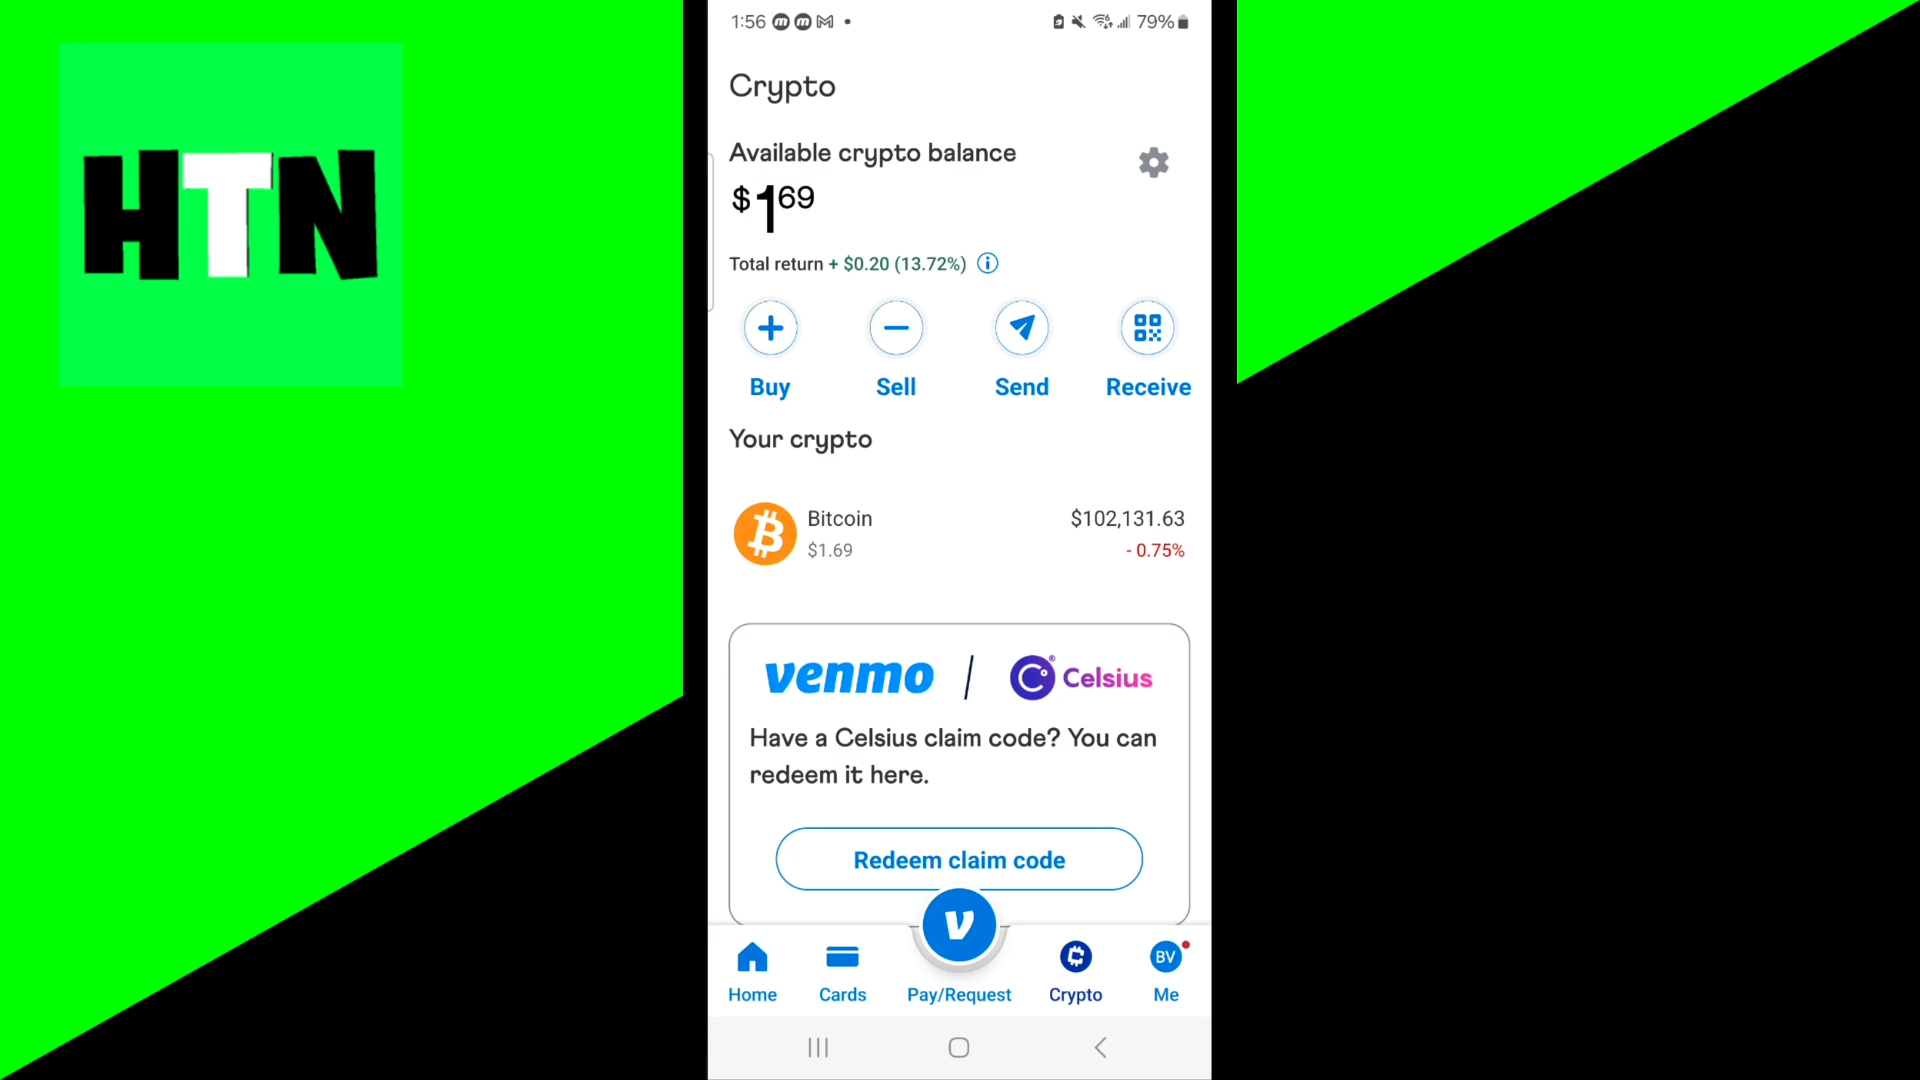 HTN
1:56
79%
Crypto
Available crypto balance
$1.69
Total return + $0.20 (13.72%)
Buy Sell Send Receive
Your crypto
Bitcoin $102,131.63
$1.69 - 0.75%
venmo / Celsius
Have a Celsius claim code? You can
redeem it here.
Redeem claim code
Home Cards Pay/Request Crypto BV Me